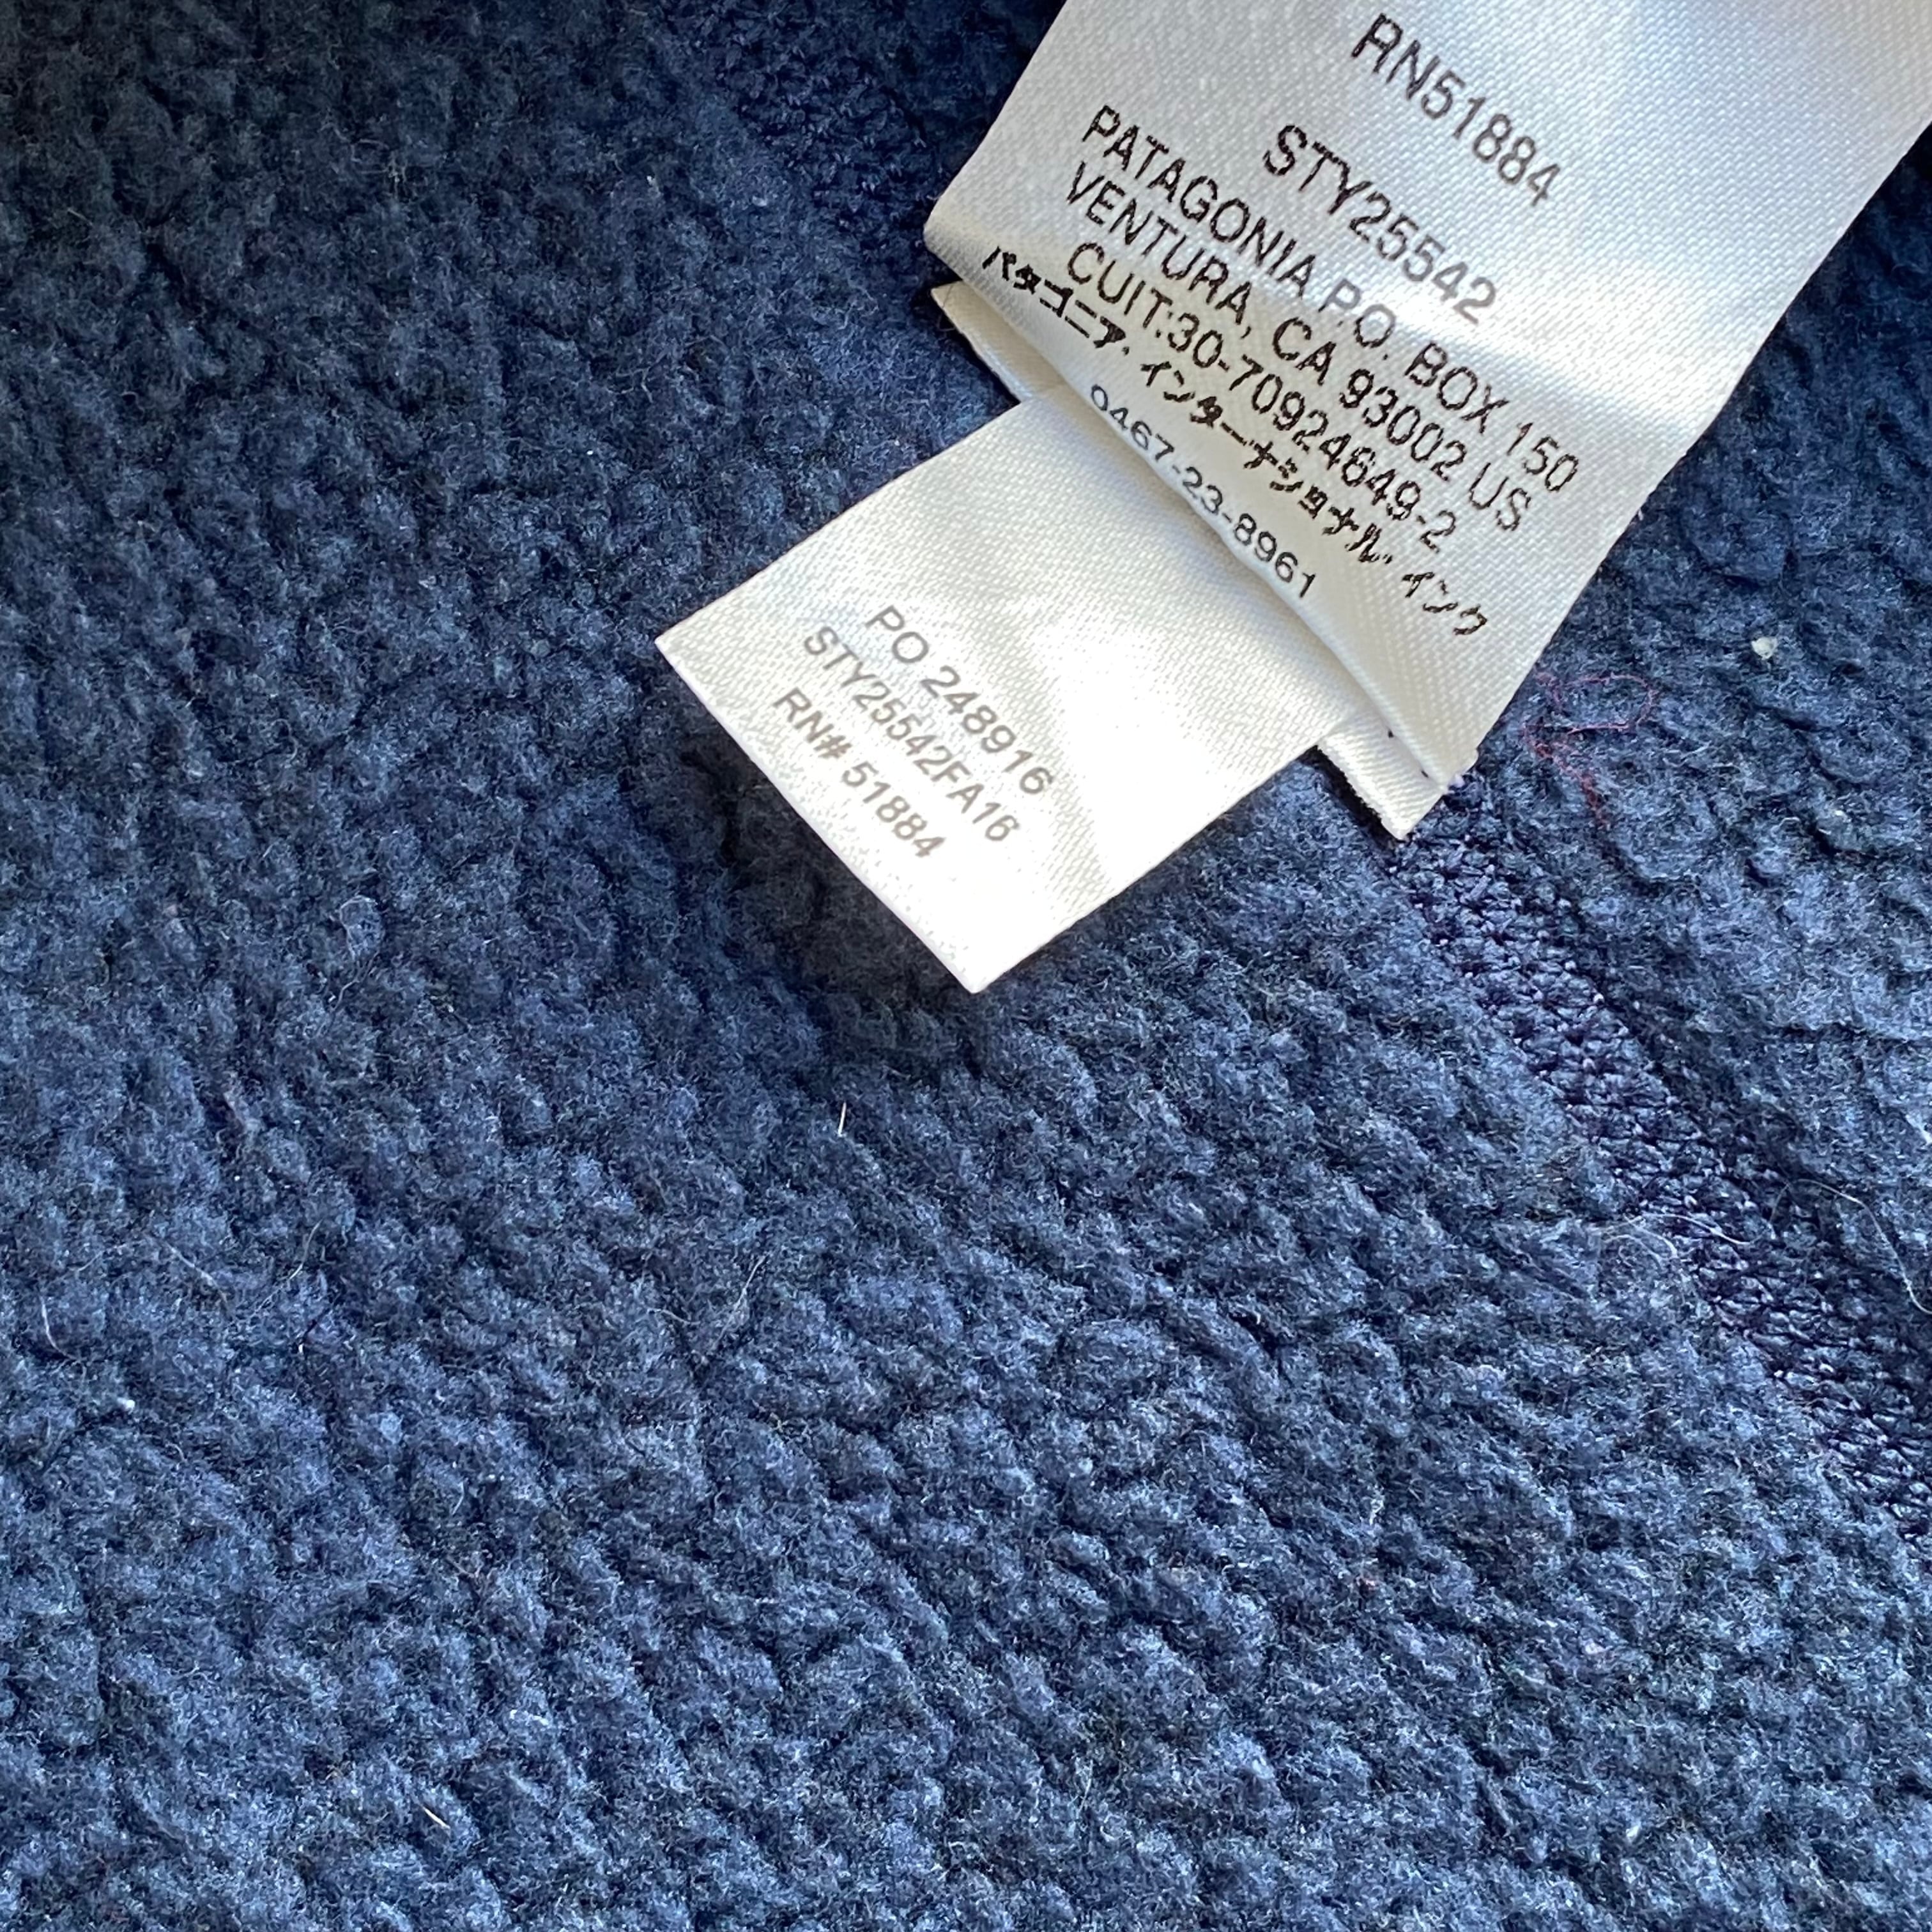 RN51884
STY25542
PATAGONIA P.O. BOX 150
VENTURA, CA 93002 US
CUIT:30-70924649-2
パタゴニア・インターナショナル・インク
0467-23-8961
PO 248916
STY25542FA16
RN# 51884